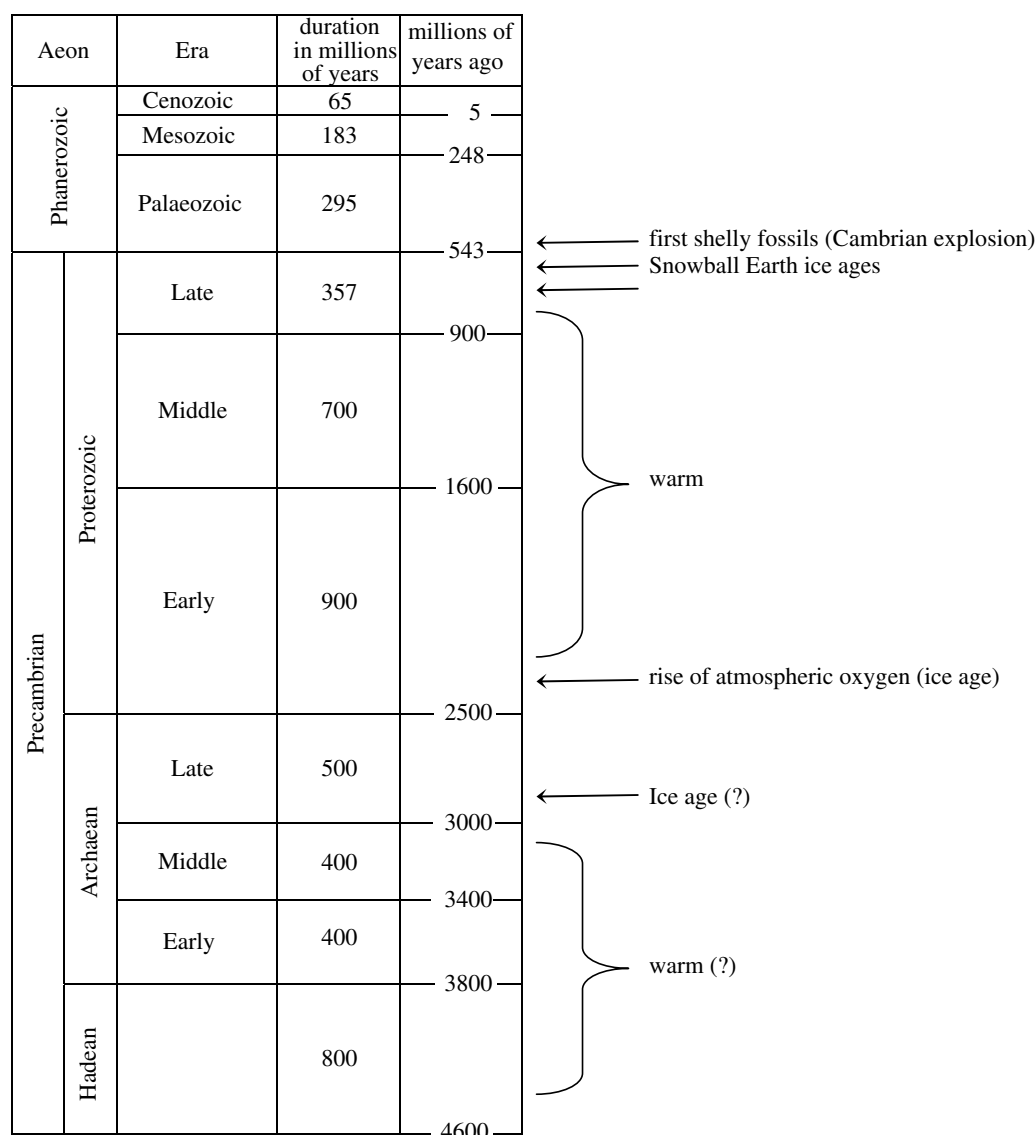 Aeon
Era
duration
in millions
of years
millions of
years ago
Phanerozoic
Cenozoic
65
5
Mesozoic
183
248
Palaeozoic
295
543
first shelly fossils (Cambrian explosion)
Snowball Earth ice ages
Precambrian
Proterozoic
Late
357
900
Middle
700
1600
warm
Early
900
rise of atmospheric oxygen (ice age)
2500
Archaean
Late
500
Ice age (?)
3000
Middle
400
3400
Early
400
warm (?)
3800
Hadean
800
4600